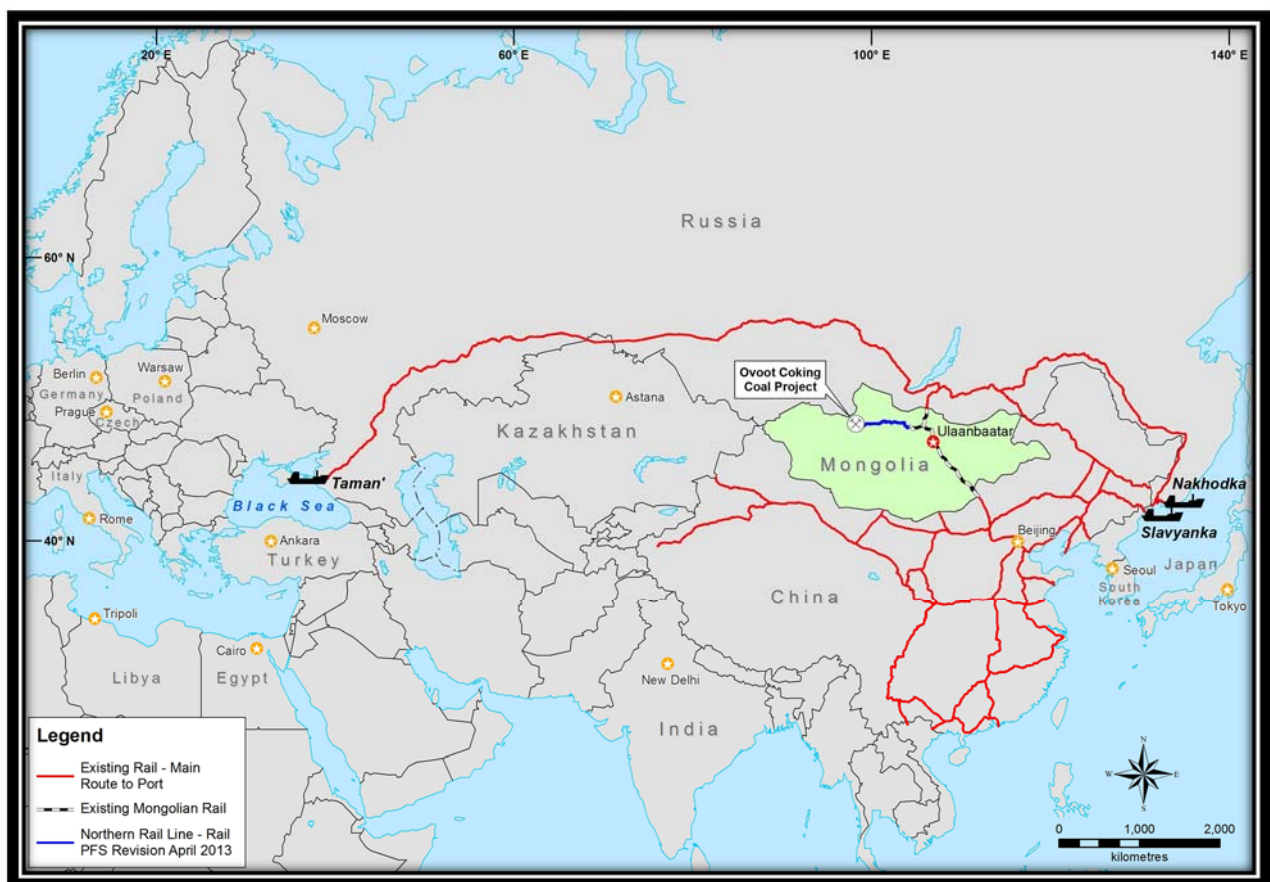 20° E
60° E
100° E
140° E
Russia
60° N
Moscow
Berlin
Warsaw
Germany
Poland
Prague
Czech
Astana
Ovoot Coking
Coal Project
Kazakhstan
Ulaanbaatar
Mongolia
Italy
Taman'
Nakhodka
Black Sea
Rome
Slavyanka
Beijing
40° N
Ankara
Turkey
Seoul
Japan
South
Korea
China
Tokyo
Tripoli
Cairo
Libya
Egypt
New Delhi
India
Legend
Existing Rail - Main
Route to Port
Existing Mongolian Rail
Northern Rail Line - Rail
PFS Revision April 2013
N
W
E
S
0
1,000
2,000
kilometres